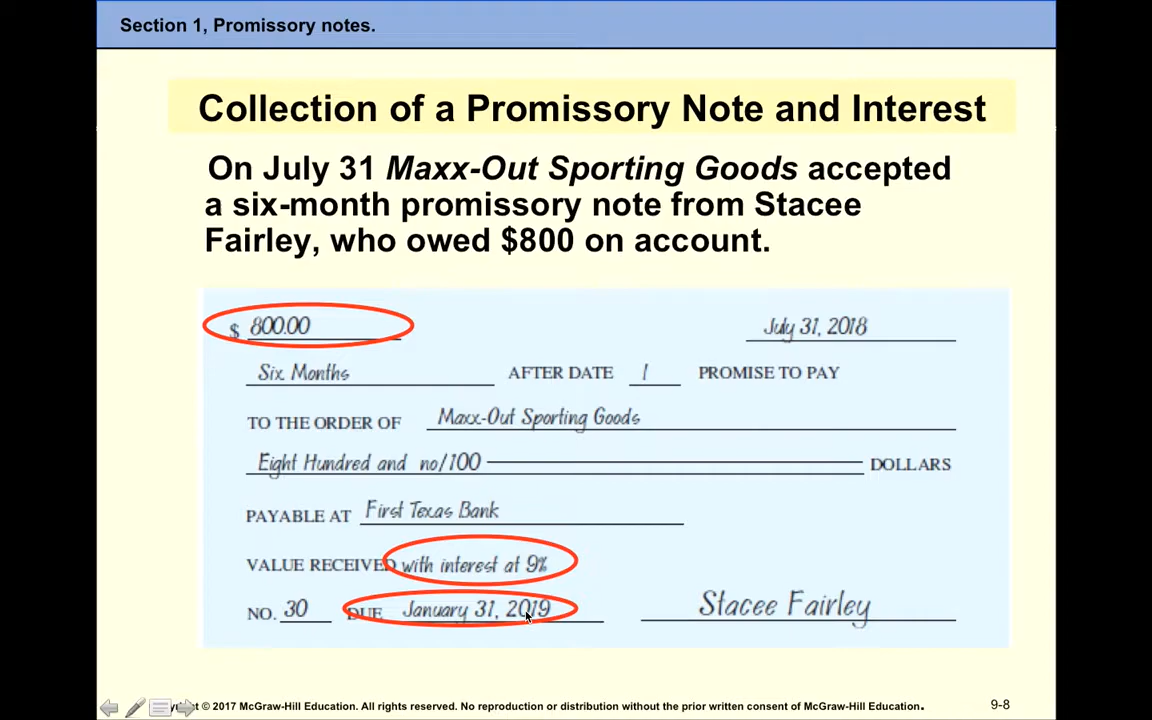 Section 1, Promissory notes.
Collection of a Promissory Note and Interest
On July 31 Maxx-Out Sporting Goods accepted
a six-month promissory note from Stacee
Fairley, who owed $800 on account.
$ 800.00 July 31, 2018
Six Months AFTER DATE I PROMISE TO PAY
TO THE ORDER OF Maxx-Out Sporting Goods
Eight Hundred and no/100 DOLLARS
PAYABLE AT First Texas Bank
VALUE RECEIVED with interest at 9%
NO. 30 DUE January 31, 2019 Stacee Fairley
© 2017 McGraw-Hill Education. All rights reserved. No reproduction or distribution without the prior written consent of McGraw-Hill Education. 9-8